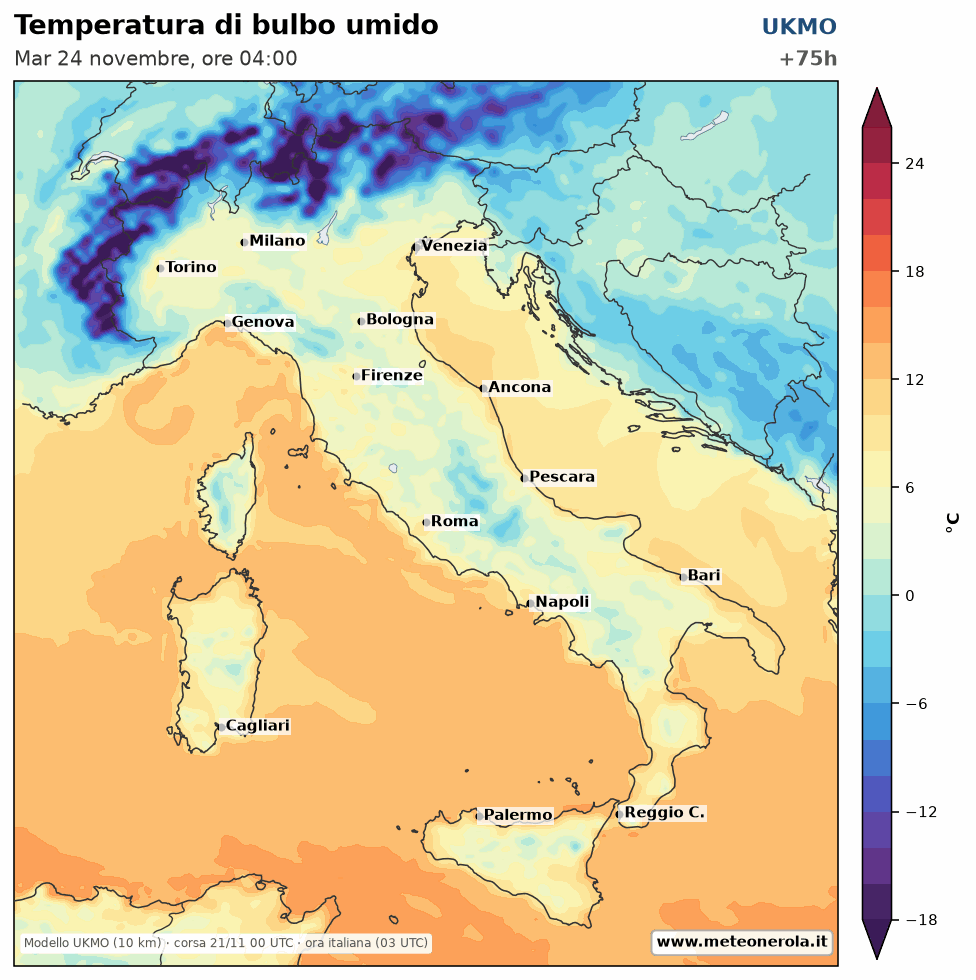 Temperatura di bulbo umido
UKMO
Mar 24 novembre, ore 04:00
+75h
Milano
Venezia
Torino
Genova
Bologna
Firenze
Ancona
Pescara
Roma
Bari
Napoli
Cagliari
Palermo
Reggio C.
24
18
12
6
0
−6
−12
−18
°C
Modello UKMO (10 km) · corsa 21/11 00 UTC · ora italiana (03 UTC)
www.meteonerola.it